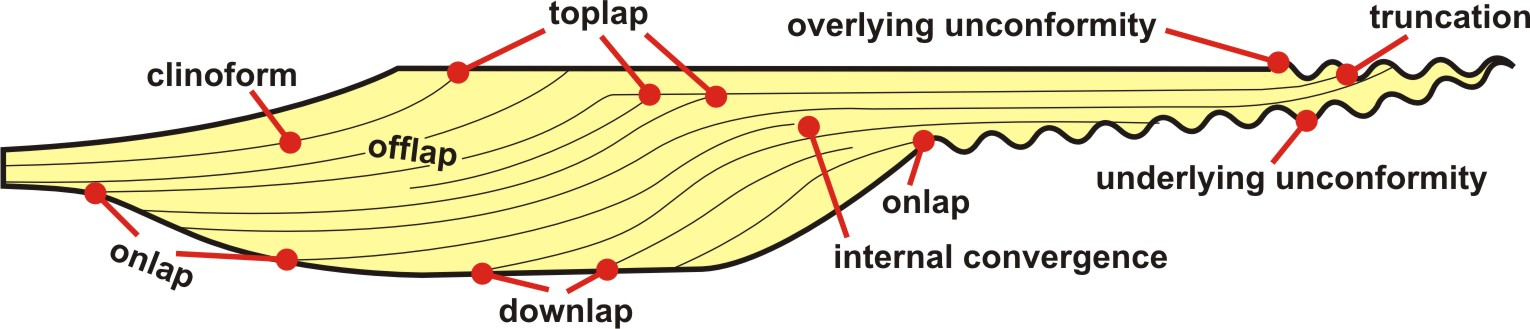 toplap
overlying unconformity
truncation
clinoform
offlap
underlying unconformity
onlap
onlap
internal convergence
downlap